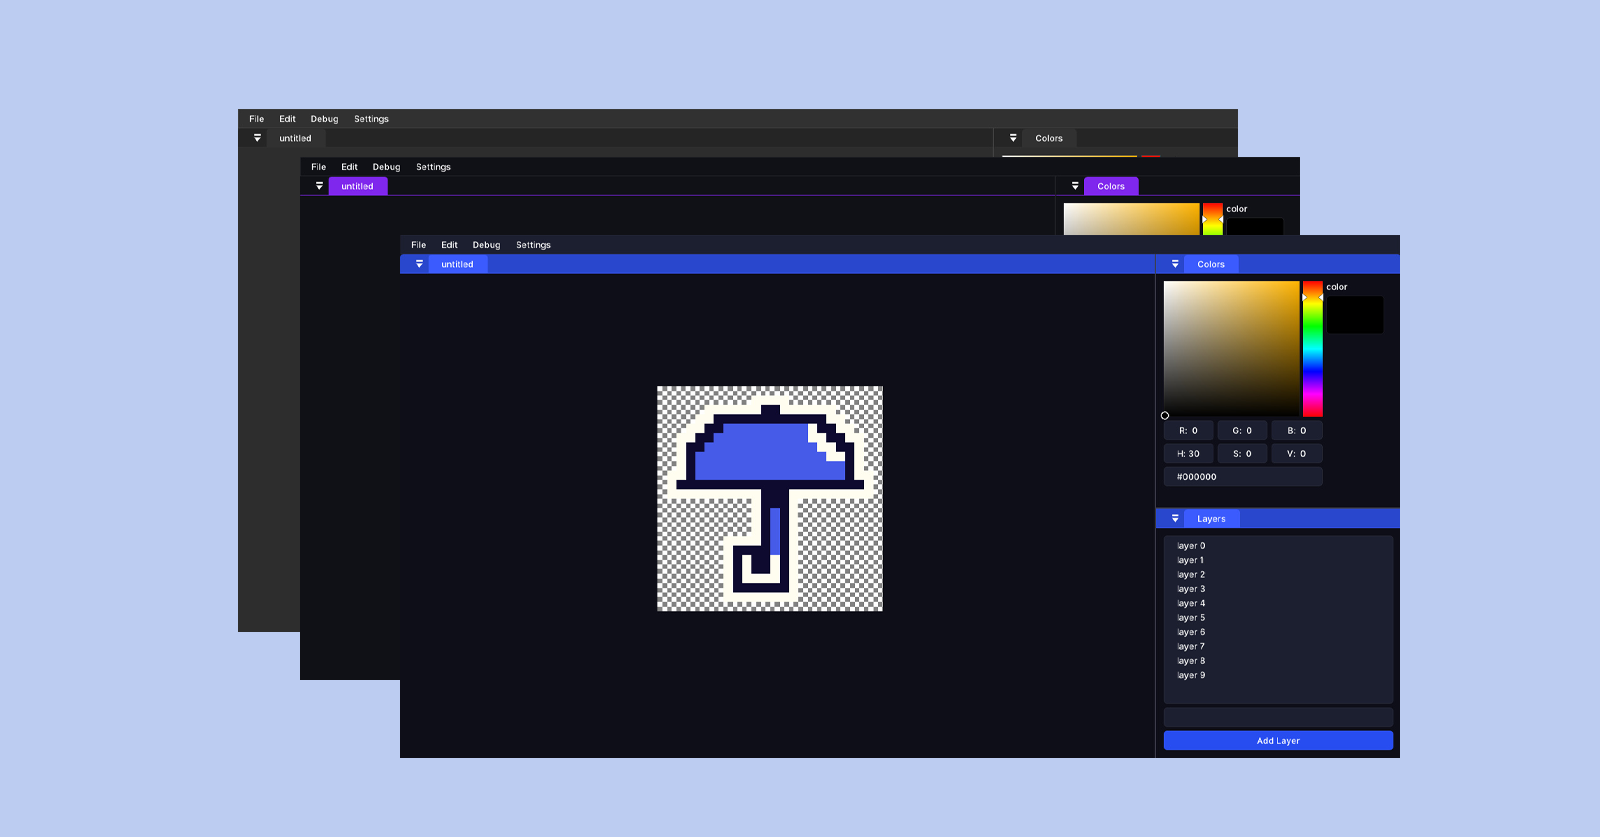 File Edit Debug Settings
untitled Colors
File Edit Debug Settings
untitled Colors
color
File Edit Debug Settings
untitled Colors
color
R: 0 G: 0 B: 0
H: 30 S: 0 V: 0
#000000
Layers
layer 0
layer 1
layer 2
layer 3
layer 4
layer 5
layer 6
layer 7
layer 8
layer 9
Add Layer